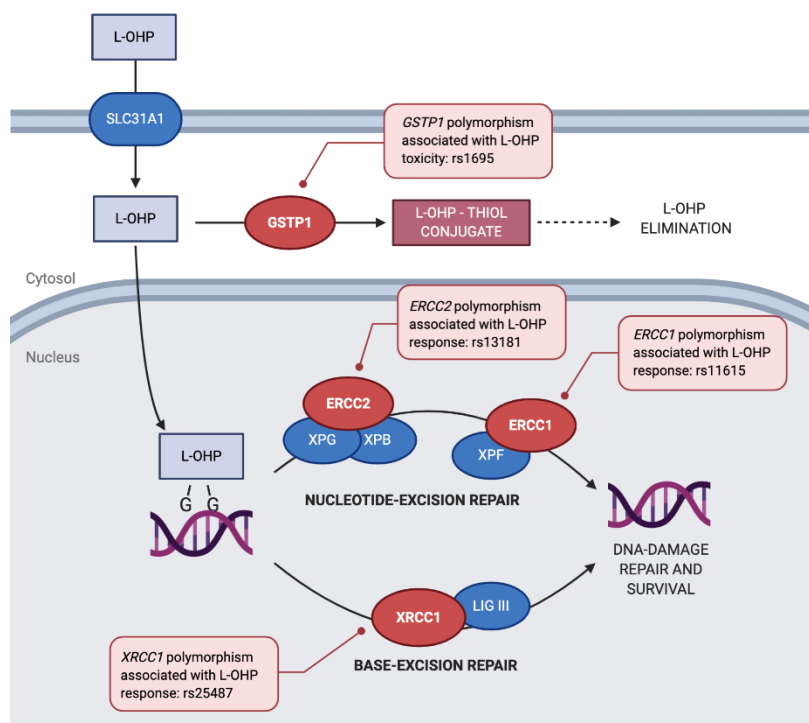 L-OHP
SLC31A1
GSTP1 polymorphism
associated with L-OHP
toxicity: rs1695
L-OHP
GSTP1
L-OHP - THIOL
CONJUGATE
L-OHP
ELIMINATION
Cytosol
Nucleus
ERCC2 polymorphism
associated with L-OHP
response: rs13181
ERCC1 polymorphism
associated with L-OHP
response: rs11615
ERCC2
XPG
XPB
ERCC1
XPF
L-OHP
G G
NUCLEOTIDE-EXCISION REPAIR
DNA-DAMAGE
REPAIR AND
SURVIVAL
XRCC1
LIG III
BASE-EXCISION REPAIR
XRCC1 polymorphism
associated with L-OHP
response: rs25487